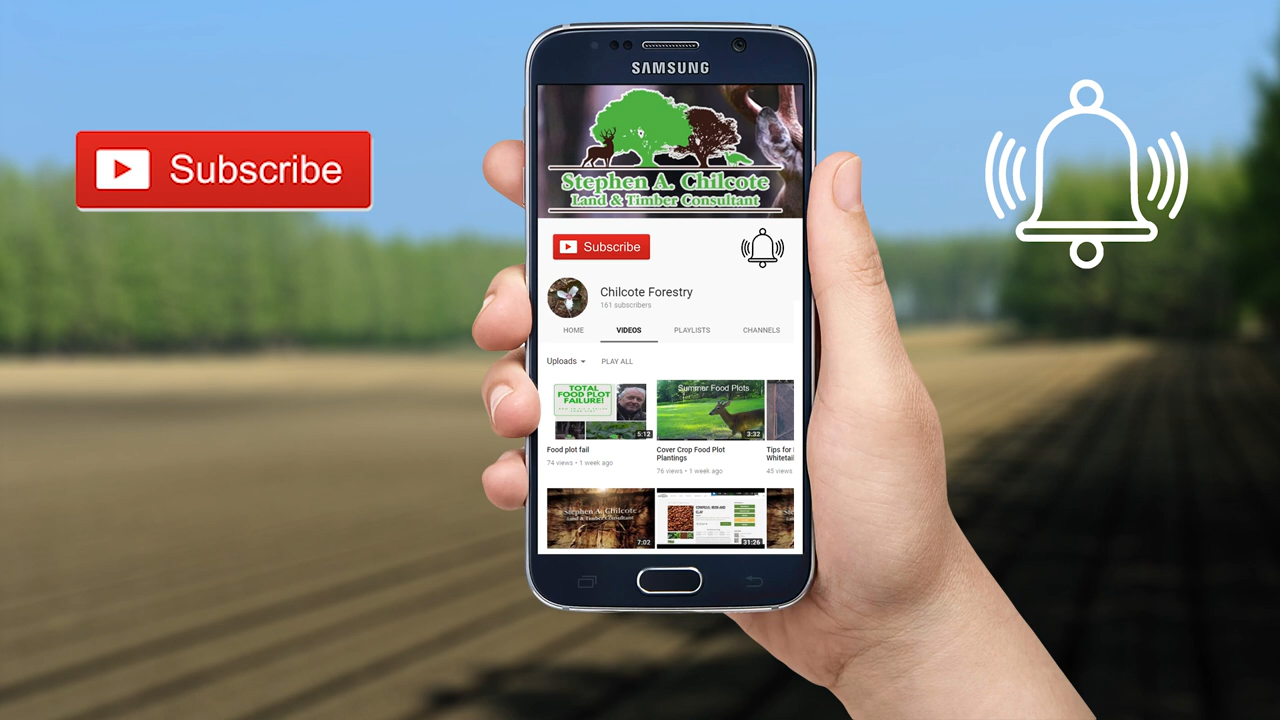 SAMSUNG
Subscribe
Stephen A. Chilcote
Land & Timber Consultant
Subscribe
Chilcote Forestry
161 subscribers
HOME VIDEOS PLAYLISTS CHANNELS
Uploads PLAY ALL
TOTAL
FOOD PLOT
FAILURE!
5:12
Summer Food Plots
3:32
Food plot fail
74 views • 1 week ago
Cover Crop Food Plot
Plantings
76 views • 1 week ago
Tips for
Whitetail
45 views
Stephen A. Chilcote
Land & Timber Consultant
7:02
31:26